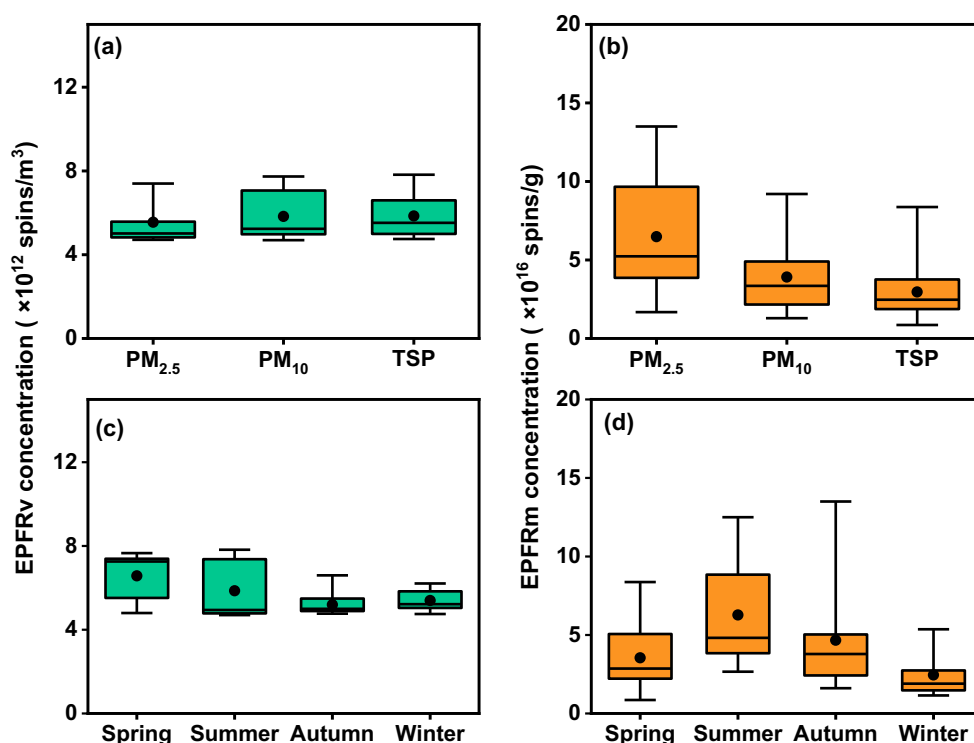 (a)
EPFRv concentration ( ×10¹² spins/m³)
12
8
4
0
PM₂.₅ PM₁₀ TSP
(b)
EPFRm concentration ( ×10¹⁶ spins/g)
20
15
10
5
0
PM₂.₅ PM₁₀ TSP
(c)
12
8
4
0
Spring Summer Autumn Winter
(d)
20
15
10
5
0
Spring Summer Autumn Winter